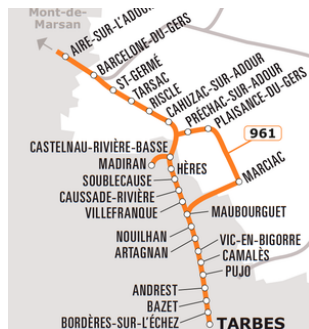 Mont-de-
Marsan
AIRE-SUR-L'ADOUR
BARCELONE-DU-GERS
ST-GERMÉ
TARSAC
RISCLE
CAHUZAC-SUR-ADOUR
PRÉCHAC-SUR-ADOUR
PLAISANCE-DU-GERS
961
CASTELNAU-RIVIÈRE-BASSE
MADIRAN
HÈRES
SOUBLECAUSE
MARCIAC
CAUSSADE-RIVIÈRE
VILLEFRANQUE
MAUBOURGUET
NOUILHAN
ARTAGNAN
VIC-EN-BIGORRE
CAMALÈS
PUJO
ANDREST
BAZET
BORDÈRES-SUR-L'ÉCHEZ
TARBES